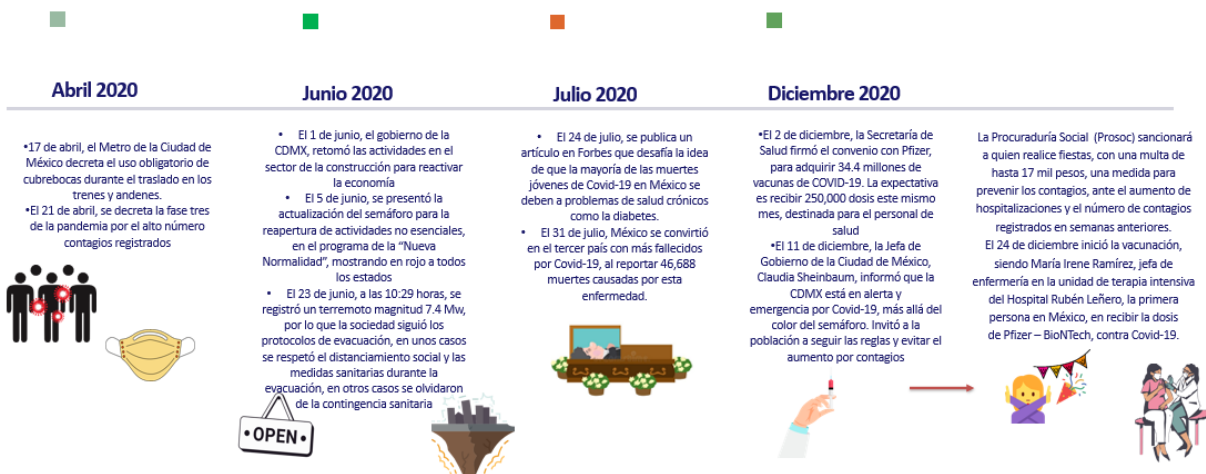 Abril 2020
•17 de abril, el Metro de la Ciudad de
México decreta el uso obligatorio de
cubrebocas durante el traslado en los
trenes y andenes.
•El 21 de abril, se decreta la fase tres
de la pandemia por el alto número
contagios registrados
Junio 2020
• El 1 de junio, el gobierno de la
CDMX, retomó las actividades en el
sector de la construcción para reactivar
la economía
• El 5 de junio, se presentó la
actualización del semáforo para la
reapertura de actividades no esenciales,
en el programa de la “Nueva
Normalidad”, mostrando en rojo a todos
los estados
• El 23 de junio, a las 10:29 horas, se
registró un terremoto magnitud 7.4 Mw,
por lo que la sociedad siguió los
protocolos de evacuación, en unos casos
se respetó el distanciamiento social y las
medidas sanitarias durante la
evacuación, en otros casos se olvidaron
de la contingencia sanitaria
• OPEN •
Julio 2020
• El 24 de julio, se publica un
artículo en Forbes que desafía la idea
de que la mayoría de las muertes
jóvenes de Covid-19 en México se
deben a problemas de salud crónicos
como la diabetes.
• El 31 de julio, México se convirtió
en el tercer país con más fallecidos
por Covid-19, al reportar 46,688
muertes causadas por esta
enfermedad.
Diciembre 2020
•El 2 de diciembre, la Secretaría de
Salud firmó el convenio con Pfizer,
para adquirir 34.4 millones de
vacunas de COVID-19. La expectativa
es recibir 250,000 dosis este mismo
mes, destinada para el personal de
salud
•El 11 de diciembre, la Jefa de
Gobierno de la Ciudad de México,
Claudia Sheinbaum, informó que la
CDMX está en alerta y
emergencia por Covid-19, más allá del
color del semáforo. Invitó a la
población a seguir las reglas y evitar el
aumento por contagios
La Procuraduría Social (Prosoc) sancionará
a quien realice fiestas, con una multa de
hasta 17 mil pesos, una medida para
prevenir los contagios, ante el aumento de
hospitalizaciones y el número de contagios
registrados en semanas anteriores.
El 24 de diciembre inició la vacunación,
siendo María Irene Ramírez, jefa de
enfermería en la unidad de terapia intensiva
del Hospital Rubén Leñero, la primera
persona en México, en recibir la dosis
de Pfizer – BioNTech, contra Covid-19.